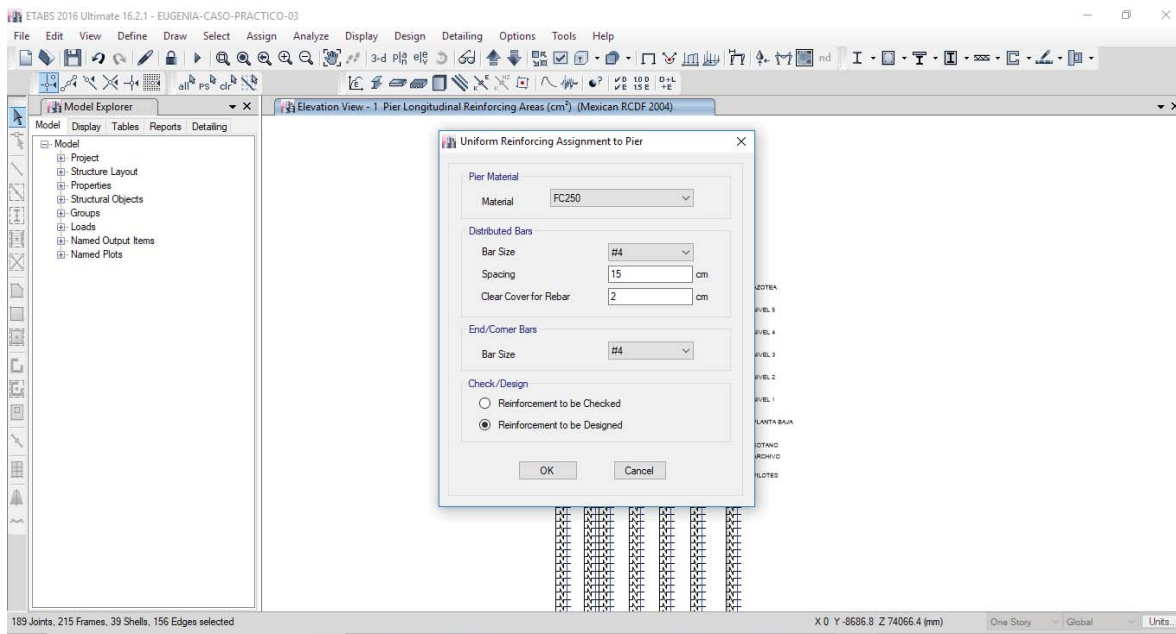 ETABS 2016 Ultimate 16.2.1 - EUGENIA-CASO-PRACTICO-03
File Edit View Define Draw Select Assign Analyze Display Design Detailing Options Tools Help
3-d
nd
Model Explorer
Elevation View - 1 Pier Longitudinal Reinforcing Areas (cm²) (Mexican RCDF 2004)
Model Display Tables Reports Detailing
Model
Project
Structure Layout
Properties
Structural Objects
Groups
Loads
Named Output Items
Named Plots
Uniform Reinforcing Assignment to Pier
Pier Material
Material FC250
Distributed Bars
Bar Size #4
Spacing 15 cm
Clear Cover for Rebar 2 cm
End/Corner Bars
Bar Size #4
Check/Design
Reinforcement to be Checked
Reinforcement to be Designed
OK Cancel
AZOTEA
NIVEL 5
NIVEL 4
NIVEL 3
NIVEL 2
NIVEL 1
PLANTA BAJA
189 Joints, 215 Frames, 39 Shells, 156 Edges selected
X 0 Y -8686.8 Z 74066.4 (mm)
One Story Global Units...